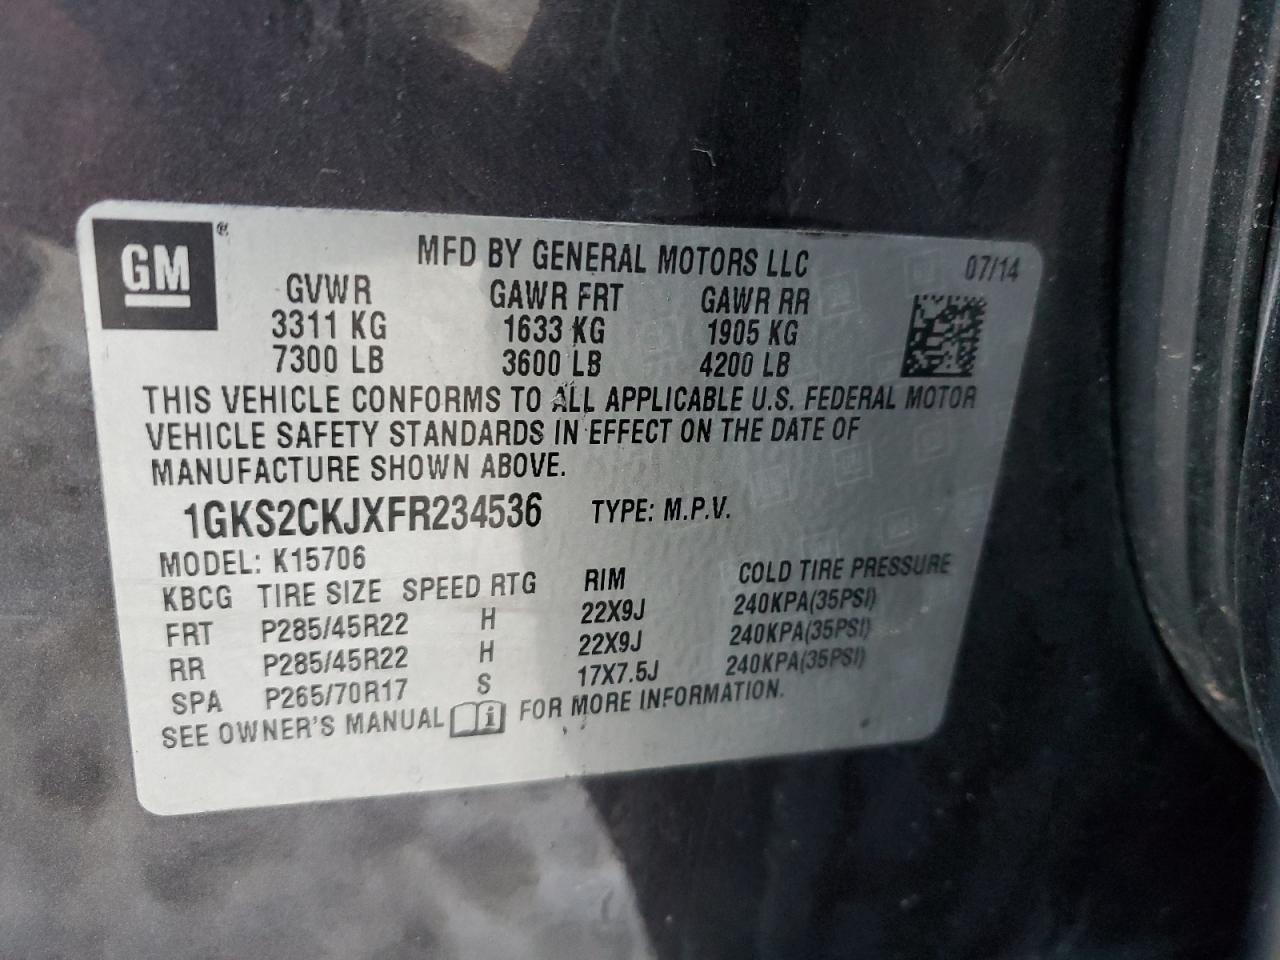 GM ®
MFD BY GENERAL MOTORS LLC 07/14
GVWR GAWR FRT GAWR RR
3311 KG 1633 KG 1905 KG
7300 LB 3600 LB 4200 LB
THIS VEHICLE CONFORMS TO ALL APPLICABLE U.S. FEDERAL MOTOR
VEHICLE SAFETY STANDARDS IN EFFECT ON THE DATE OF
MANUFACTURE SHOWN ABOVE.
1GKS2CKJXFR234536 TYPE: M.P.V.
MODEL: K15706
KBCG TIRE SIZE SPEED RTG RIM COLD TIRE PRESSURE
FRT P285/45R22 H 22X9J 240KPA(35PSI)
RR P285/45R22 H 22X9J 240KPA(35PSI)
SPA P265/70R17 S 17X7.5J 240KPA(35PSI)
SEE OWNER'S MANUAL FOR MORE INFORMATION.